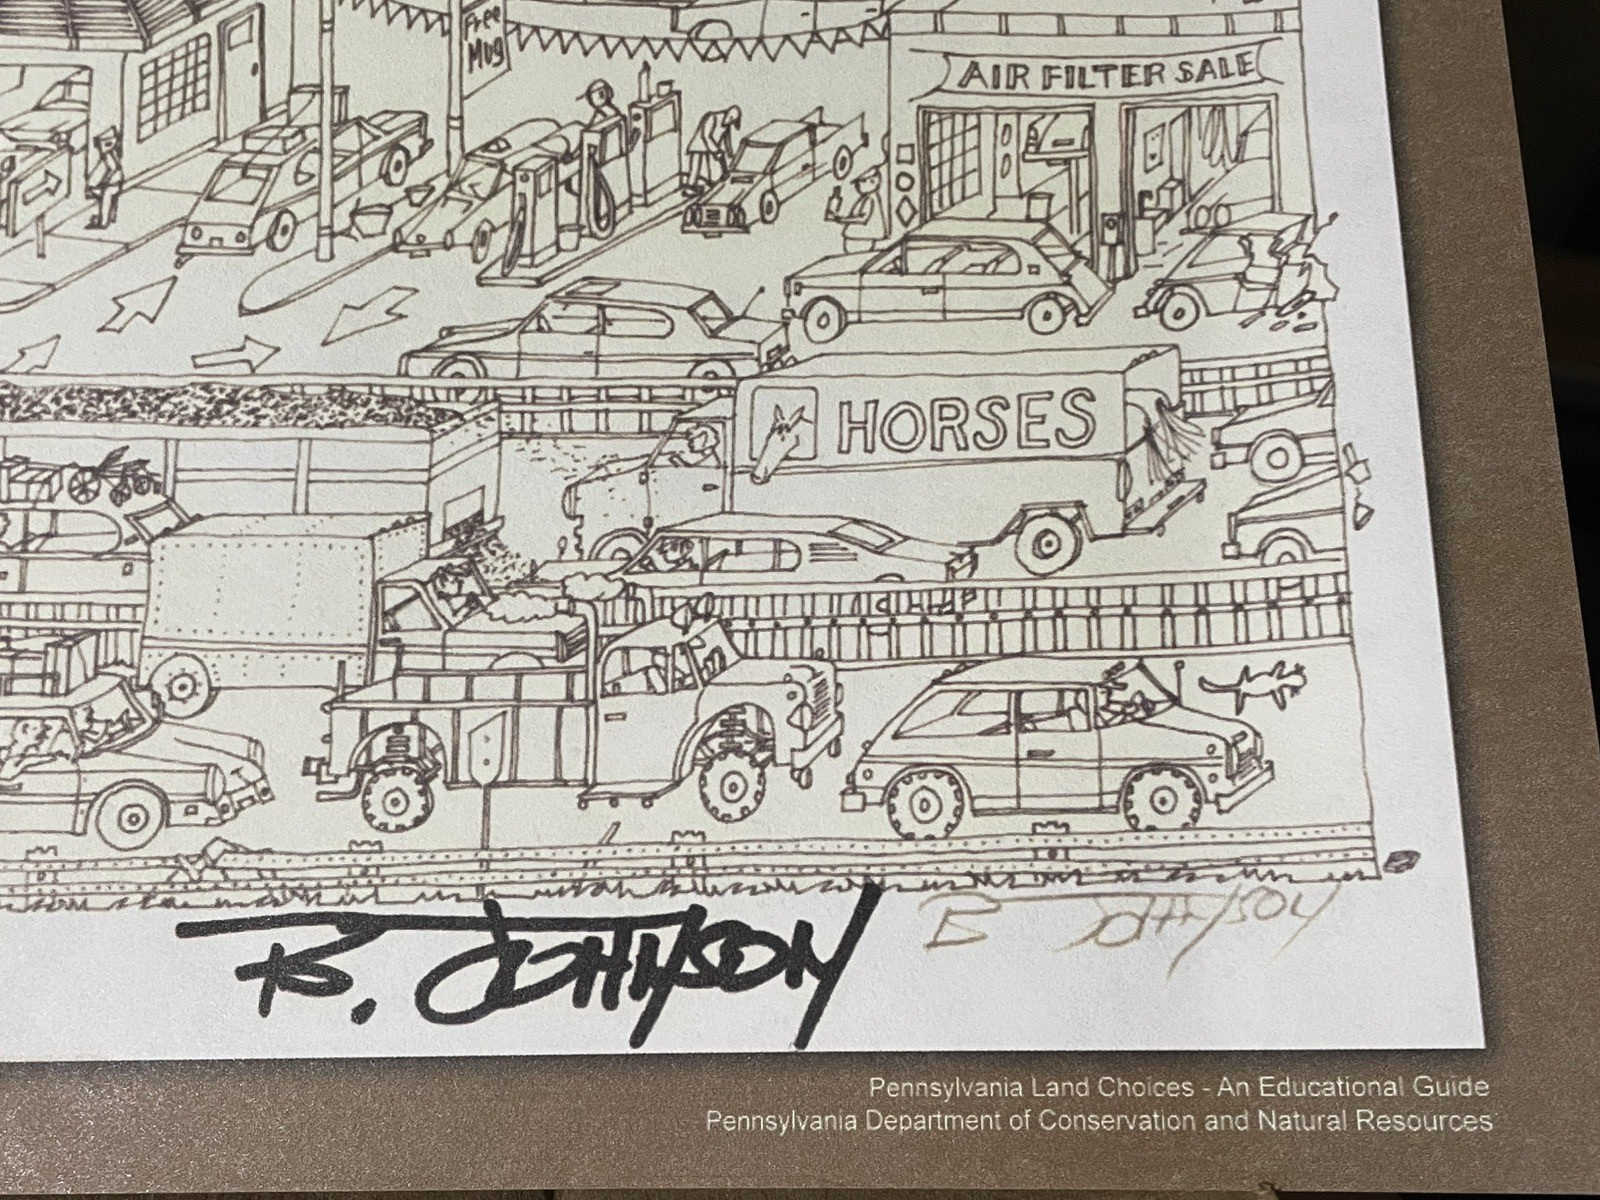 Free
Mug
AIR FILTER SALE
HORSES
B. JOHNSON
B JOHNSON
Pennsylvania Land Choices - An Educational Guide
Pennsylvania Department of Conservation and Natural Resources